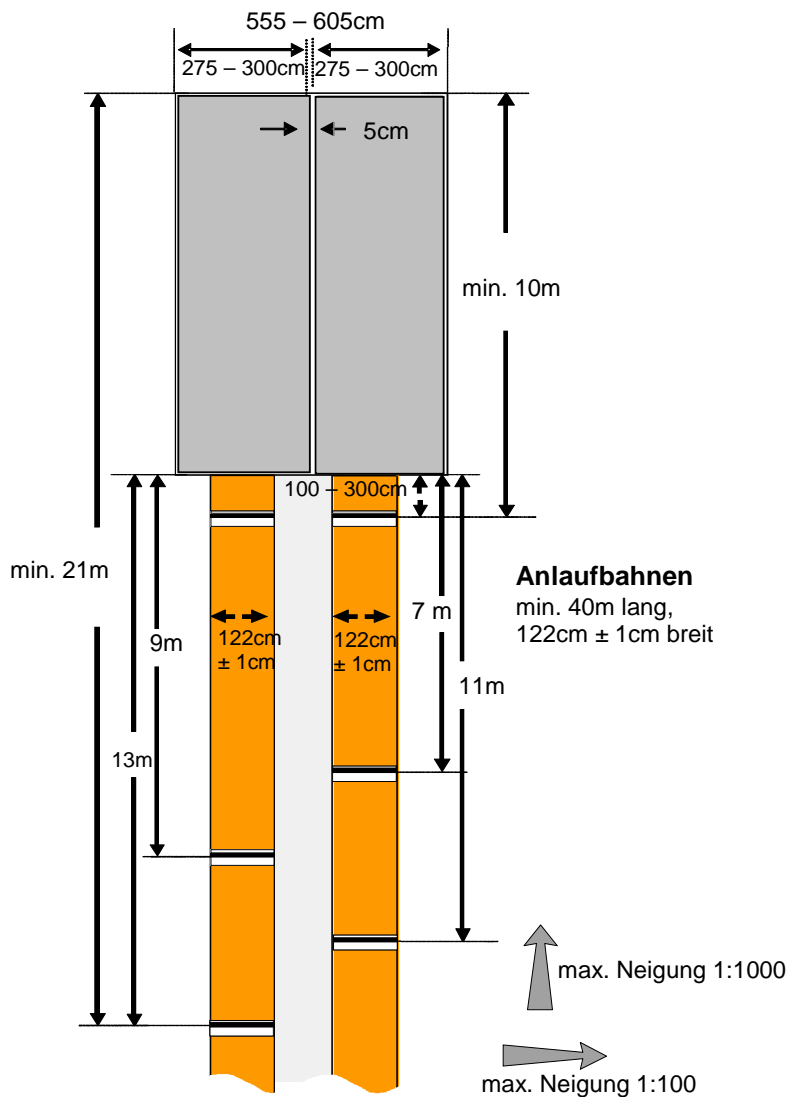 555 – 605cm
275 – 300cm
275 – 300cm
5cm
min. 10m
100 – 300cm
min. 21m
Anlaufbahnen
min. 40m lang,
122cm ± 1cm breit
7 m
9m
122cm
± 1cm
122cm
± 1cm
11m
13m
max. Neigung 1:1000
max. Neigung 1:100